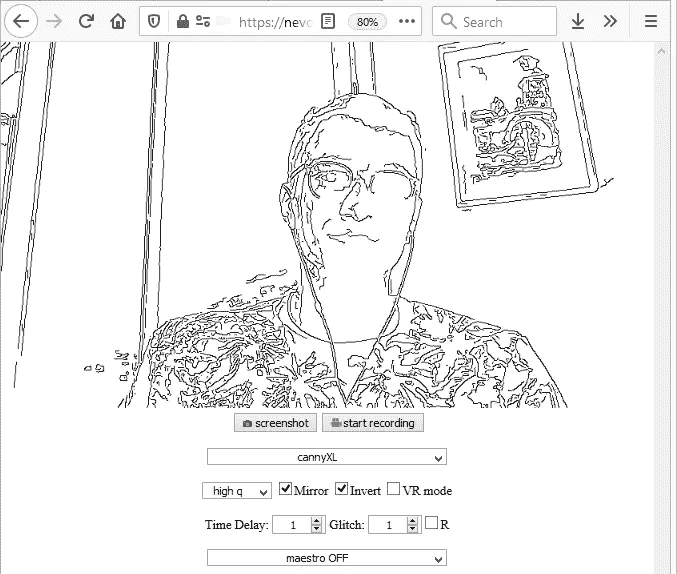 https://nevo
80%
Search
screenshot start recording
cannyXL
high q Mirror Invert VR mode
Time Delay: 1 Glitch: 1 R
maestro OFF